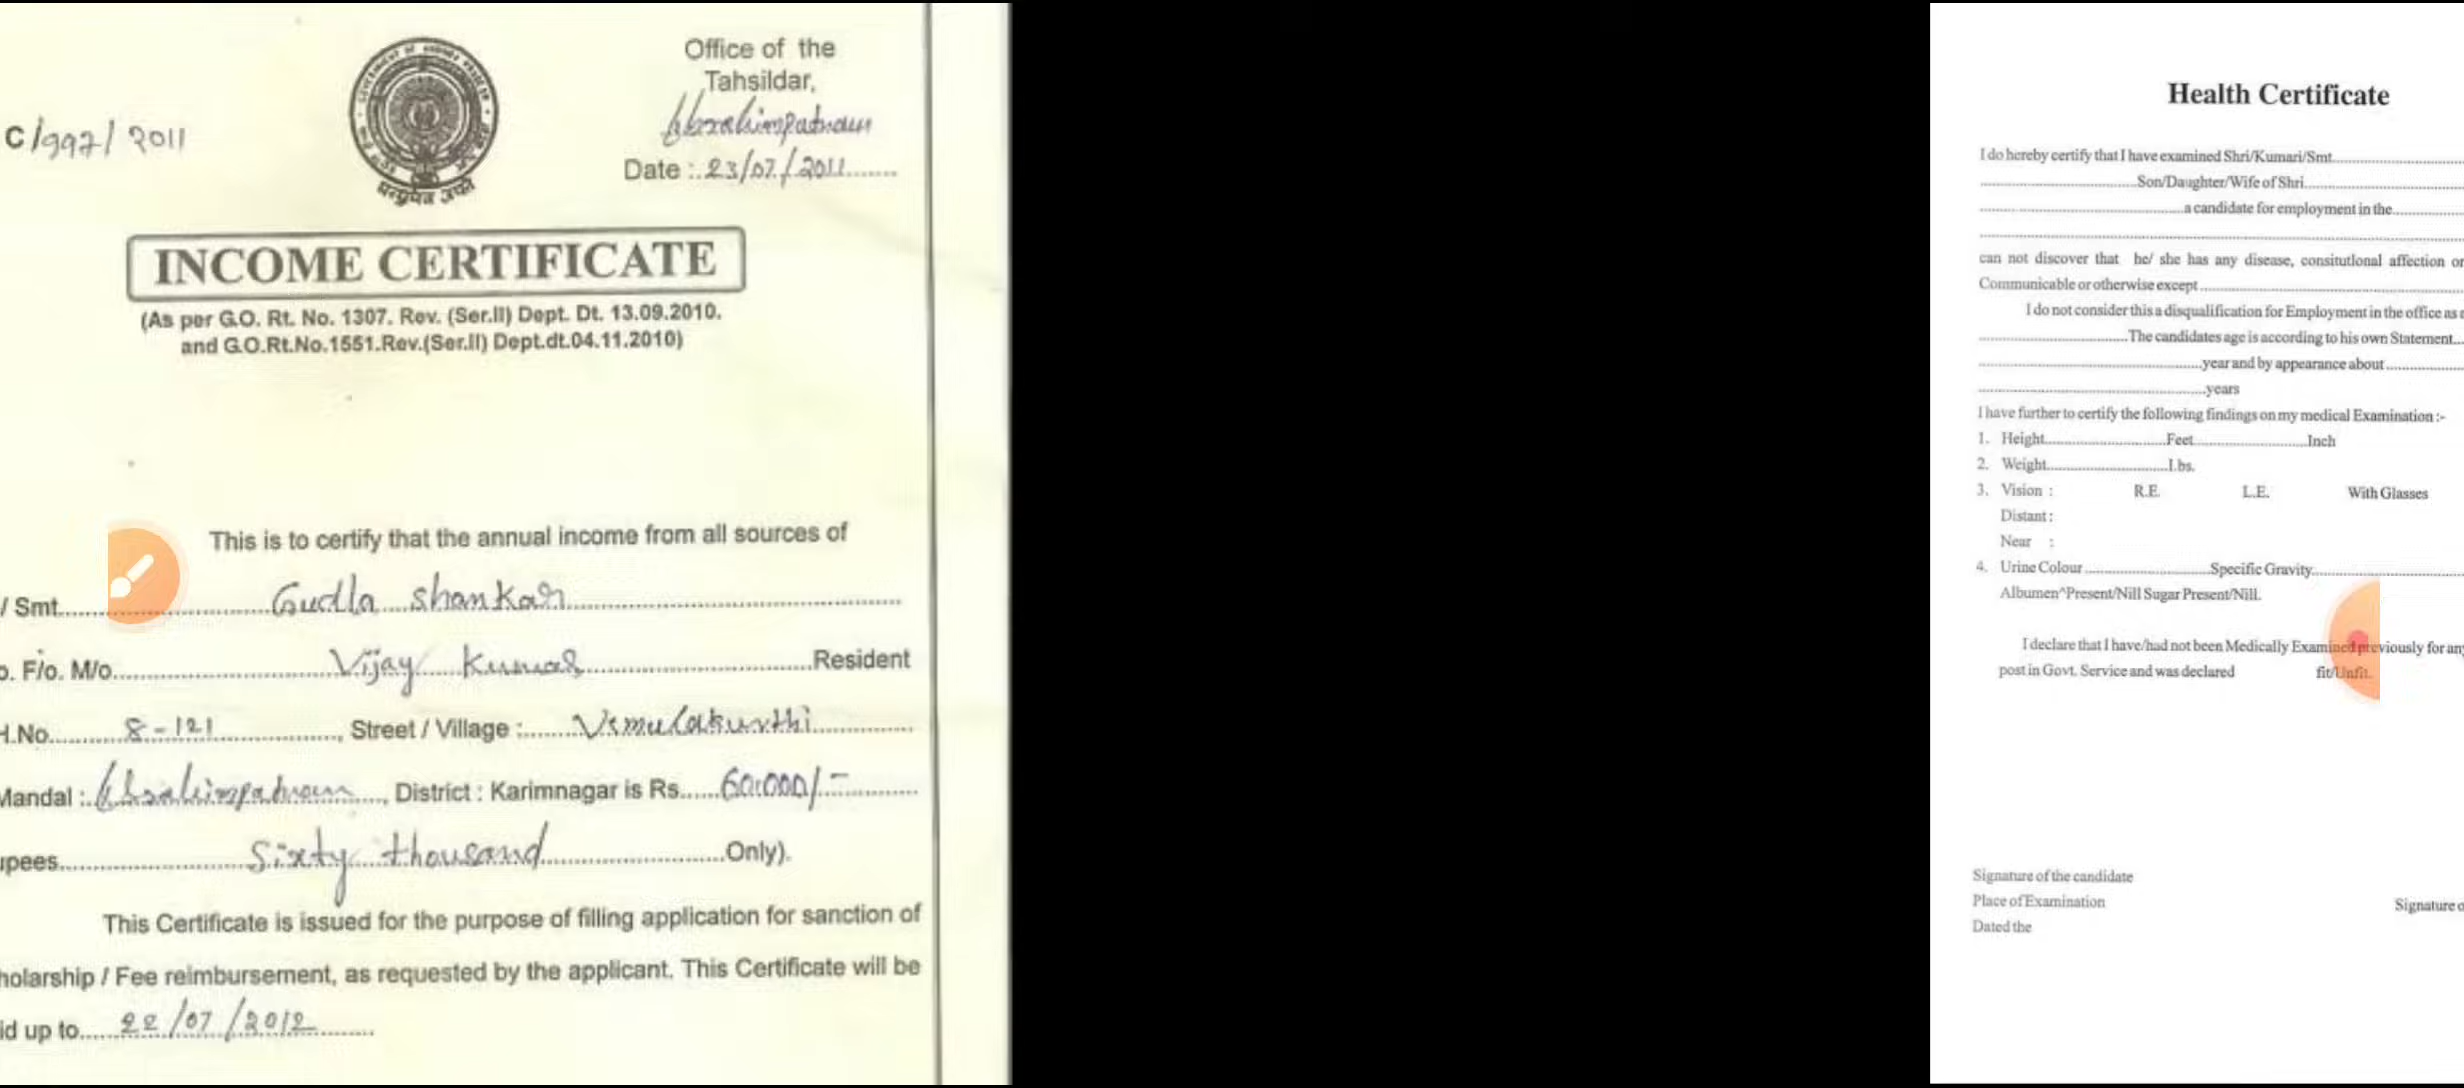 C/997/2011
Office of the
Tahsildar,
Ibrahimpatnam
Date :..23/07/2011........
INCOME CERTIFICATE
(As per G.O. Rt. No. 1307. Rev. (Ser.II) Dept. Dt. 13.09.2010.
and G.O.Rt.No.1551.Rev.(Ser.II) Dept.dt.04.11.2010)
This is to certify that the annual income from all sources of
/ Smt.....Gudla shankar.....
o. F/o. M/o.....Vijay Kumar.....Resident
H.No.....8-121....., Street / Village :.....Vemulakurthi.....
Mandal :..Ibrahimpatnam....., District : Karimnagar is Rs.....60,000/-.....
upees.....Sixty thousand.....Only).
This Certificate is issued for the purpose of filling application for sanction of
holarship / Fee reimbursement, as requested by the applicant. This Certificate will be
id up to.....22/07/2012.....
Health Certificate
I do hereby certify that I have examined Shri/Kumari/Smt.....
.....Son/Daughter/Wife of Shri.....
.....a candidate for employment in the.....
can not discover that he/ she has any disease, consitutlonal affection or
Communicable or otherwise except.....
I do not consider this a disqualification for Employment in the office as
.....The candidates age is according to his own Statement.....
.....year and by appearance about.....
.....years
I have further to certify the following findings on my medical Examination :-
1. Height.....Feet.....Inch
2. Weight.....Lbs.
3. Vision : R.E. L.E. With Glasses
Distant :
Near :
4. Urine Colour.....Specific Gravity.....
Albumen^Present/Nill Sugar Present/Nill.
I declare that I have/had not been Medically Examined previously for any
post in Govt. Service and was declared fit/Unfit.
Signature of the candidate
Place of Examination
Signature o
Dated the